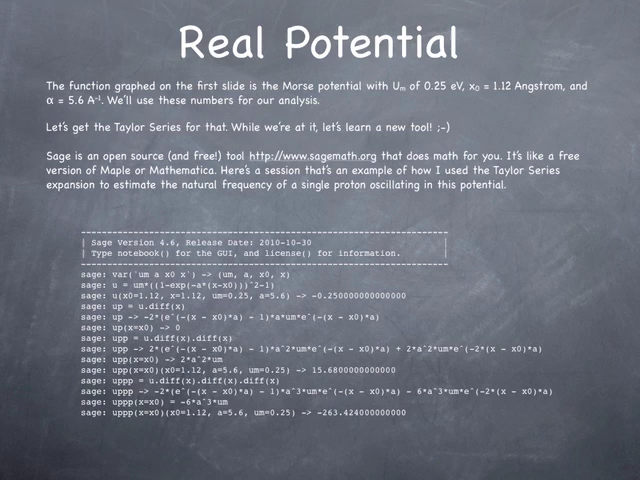 Real Potential
The function graphed on the first slide is the Morse potential with Um of 0.25 eV, x0 = 1.12 Angstrom, and
α = 5.6 A-1. We'll use these numbers for our analysis.
Let's get the Taylor Series for that. While we're at it, let's learn a new tool! ;-)
Sage is an open source (and free!) tool http://www.sagemath.org that does math for you. It's like a free
version of Maple or Mathematica. Here's a session that's an example of how I used the Taylor Series
expansion to estimate the natural frequency of a single proton oscillating in this potential.
----------------------------------------------------------------------
| Sage Version 4.6, Release Date: 2010-10-30 |
| Type notebook() for the GUI, and license() for information. |
----------------------------------------------------------------------
sage: var('um a x0 x') -> (um, a, x0, x)
sage: u = um*((1-exp(-a*(x-x0)))^2-1)
sage: u(x0=1.12, x=1.12, um=0.25, a=5.6) -> -0.250000000000000
sage: up = u.diff(x)
sage: up -> -2*(e^(-(x - x0)*a) - 1)*a*um*e^(-(x - x0)*a)
sage: up(x=x0) -> 0
sage: upp = u.diff(x).diff(x)
sage: upp -> 2*(e^(-(x - x0)*a) - 1)*a^2*um*e^(-(x - x0)*a) + 2*a^2*um*e^(-2*(x - x0)*a)
sage: upp(x=x0) -> 2*a^2*um
sage: upp(x=x0)(x0=1.12, a=5.6, um=0.25) -> 15.6800000000000
sage: uppp = u.diff(x).diff(x).diff(x)
sage: uppp -> -2*(e^(-(x - x0)*a) - 1)*a^3*um*e^(-(x - x0)*a) - 6*a^3*um*e^(-2*(x - x0)*a)
sage: uppp(x=x0) = -6*a^3*um
sage: uppp(x=x0)(x0=1.12, a=5.6, um=0.25) -> -263.424000000000